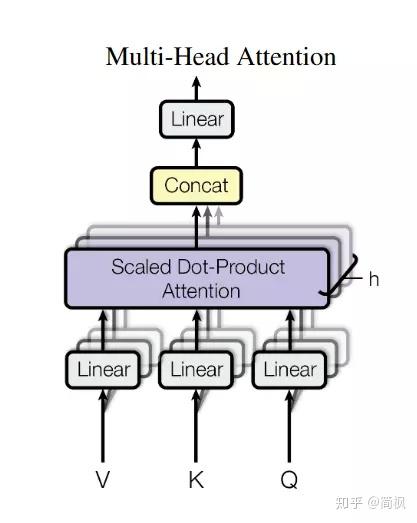 Multi-Head Attention
Linear
Concat
Scaled Dot-Product
Attention
h
Linear
Linear
Linear
V
K
Q
知乎 @简枫